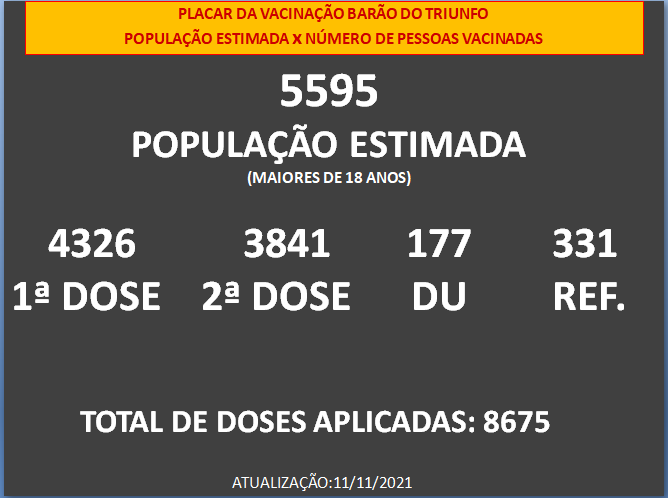 PLACAR DA VACINAÇÃO BARÃO DO TRIUNFO
POPULAÇÃO ESTIMADA X NÚMERO DE PESSOAS VACINADAS
5595
POPULAÇÃO ESTIMADA
(MAIORES DE 18 ANOS)
4326 3841 177 331
1ª DOSE 2ª DOSE DU REF.
TOTAL DE DOSES APLICADAS: 8675
ATUALIZAÇÃO:11/11/2021